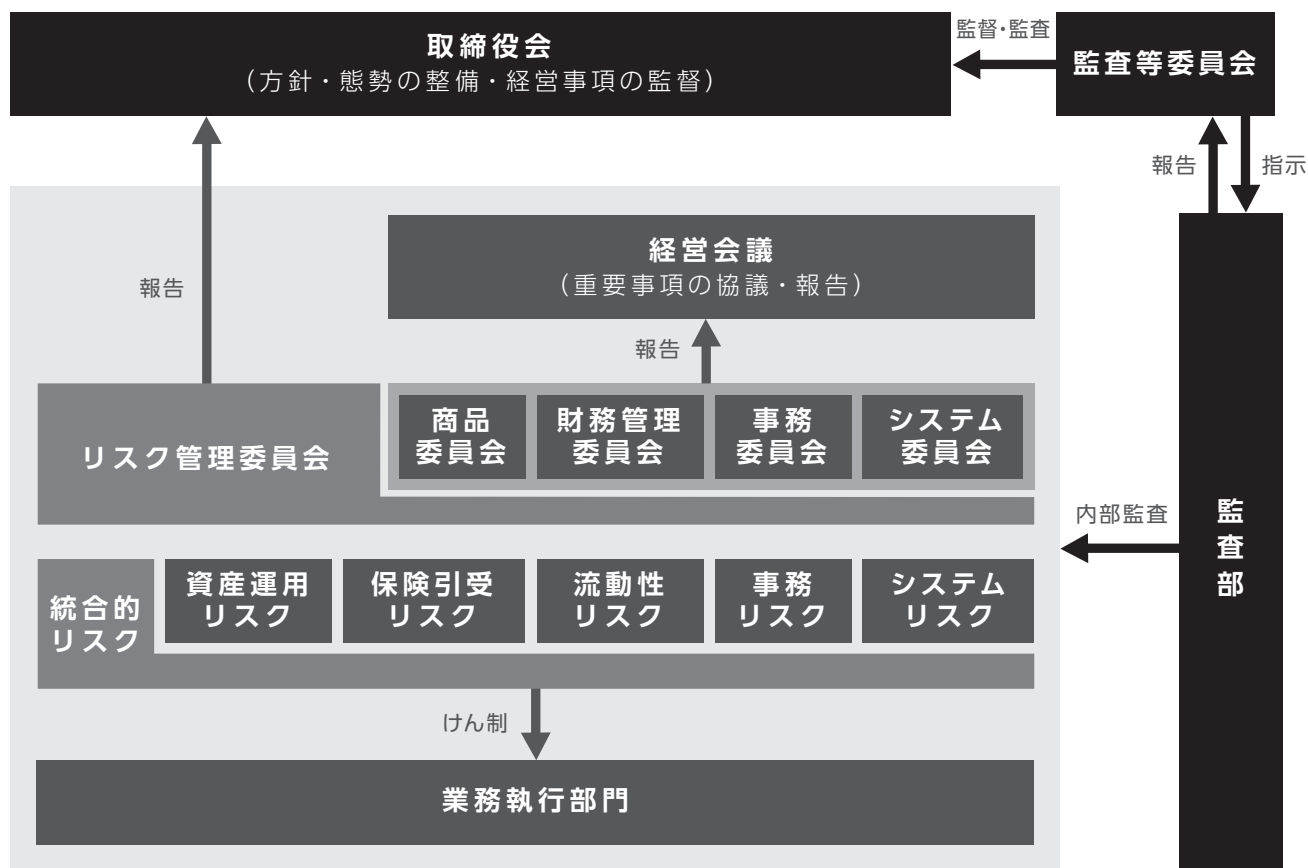 取締役会
（方針・態勢の整備・経営事項の監督）
監督・監査
監査等委員会
報告
指示
経営会議
（重要事項の協議・報告）
報告
報告
リスク管理委員会
商品
委員会
財務管理
委員会
事務
委員会
システム
委員会
内部監査
監査部
統合的
リスク
資産運用
リスク
保険引受
リスク
流動性
リスク
事務
リスク
システム
リスク
けん制
業務執行部門